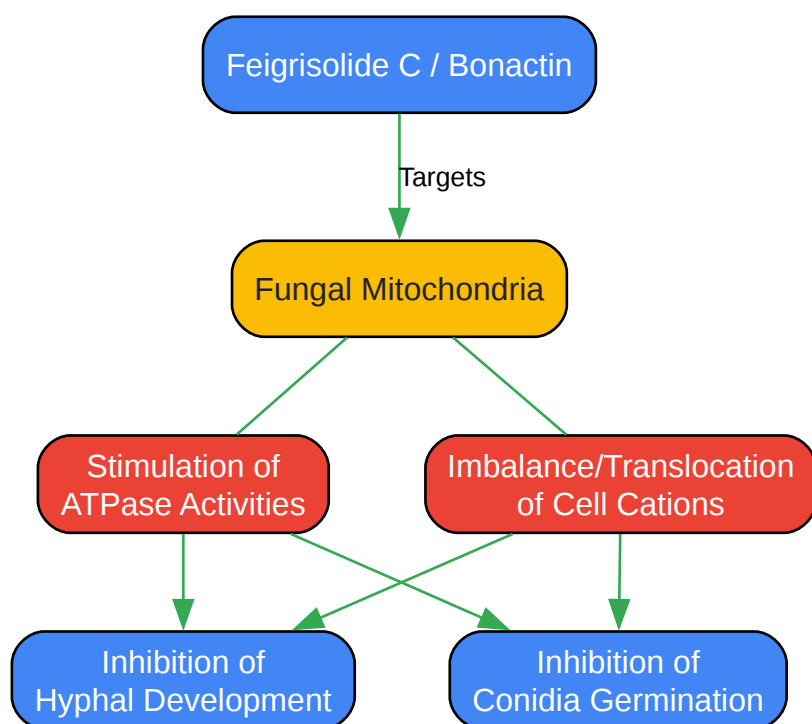 Feigrisolide C / Bonactin
Targets
Fungal Mitochondria
Stimulation of
ATPase Activities
Imbalance/Translocation
of Cell Cations
Inhibition of
Hyphal Development
Inhibition of
Conidia Germination